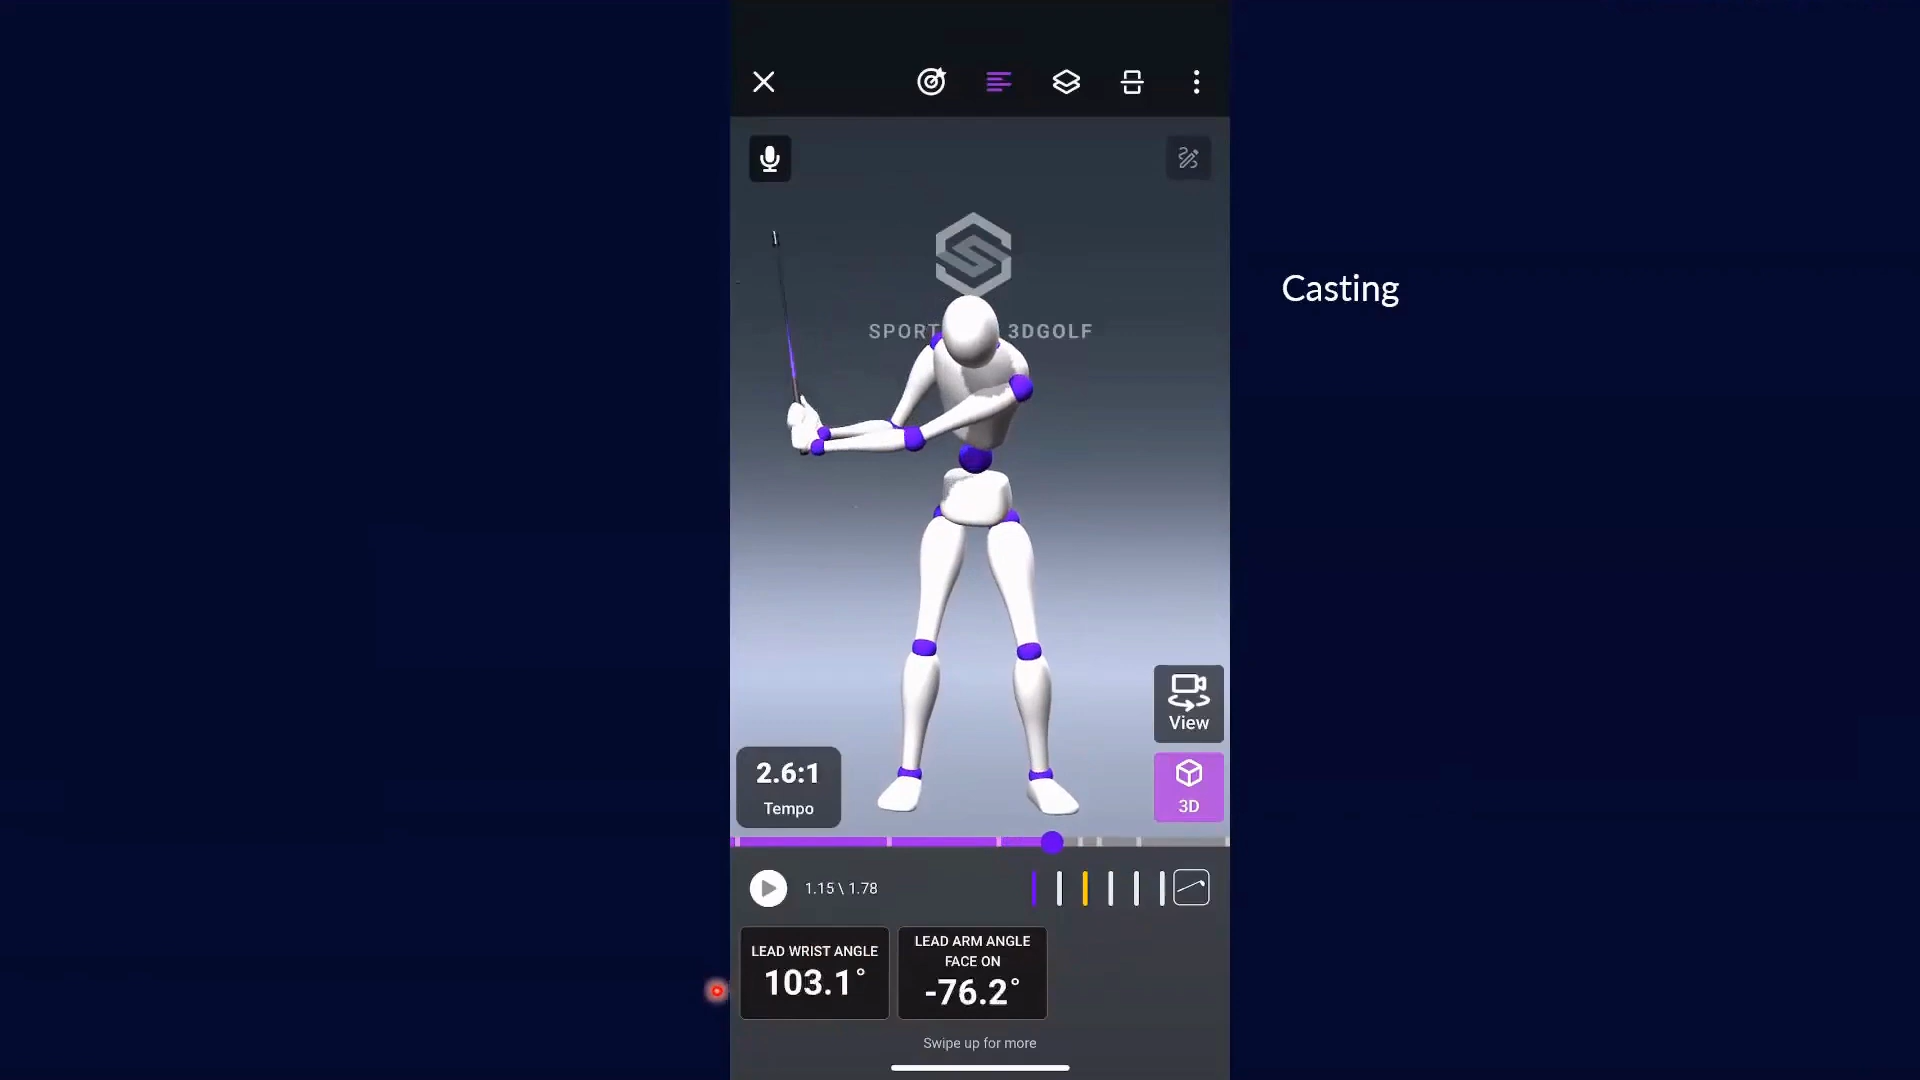 SPORT 3DGOLF
Casting
View
2.6:1
Tempo
3D
1.15 \ 1.78
LEAD WRIST ANGLE
103.1°
LEAD ARM ANGLE
FACE ON
-76.2°
Swipe up for more